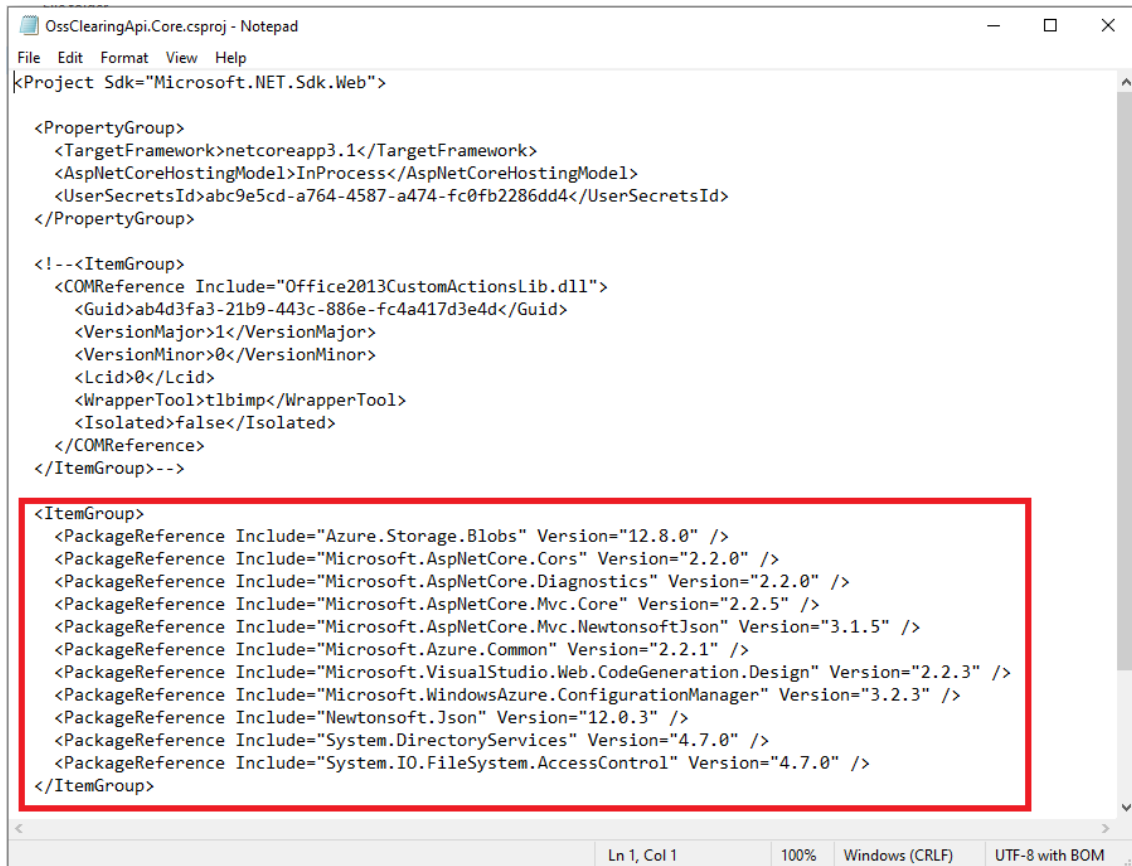 OssClearingApi.Core.csproj - Notepad
File Edit Format View Help
<Project Sdk="Microsoft.NET.Sdk.Web">
<PropertyGroup>
<TargetFramework>netcoreapp3.1</TargetFramework>
<AspNetCoreHostingModel>InProcess</AspNetCoreHostingModel>
<UserSecretsId>abc9e5cd-a764-4587-a474-fc0fb2286dd4</UserSecretsId>
</PropertyGroup>
<!--<ItemGroup>
<COMReference Include="Office2013CustomActionsLib.dll">
<Guid>ab4d3fa3-21b9-443c-886e-fc4a417d3e4d</Guid>
<VersionMajor>1</VersionMajor>
<VersionMinor>0</VersionMinor>
<Lcid>0</Lcid>
<WrapperTool>tlbimp</WrapperTool>
<Isolated>false</Isolated>
</COMReference>
</ItemGroup>-->
<ItemGroup>
<PackageReference Include="Azure.Storage.Blobs" Version="12.8.0" />
<PackageReference Include="Microsoft.AspNetCore.Cors" Version="2.2.0" />
<PackageReference Include="Microsoft.AspNetCore.Diagnostics" Version="2.2.0" />
<PackageReference Include="Microsoft.AspNetCore.Mvc.Core" Version="2.2.5" />
<PackageReference Include="Microsoft.AspNetCore.Mvc.NewtonsoftJson" Version="3.1.5" />
<PackageReference Include="Microsoft.Azure.Common" Version="2.2.1" />
<PackageReference Include="Microsoft.VisualStudio.Web.CodeGeneration.Design" Version="2.2.3" />
<PackageReference Include="Microsoft.WindowsAzure.ConfigurationManager" Version="3.2.3" />
<PackageReference Include="Newtonsoft.Json" Version="12.0.3" />
<PackageReference Include="System.DirectoryServices" Version="4.7.0" />
<PackageReference Include="System.IO.FileSystem.AccessControl" Version="4.7.0" />
</ItemGroup>
Ln 1, Col 1 100% Windows (CRLF) UTF-8 with BOM